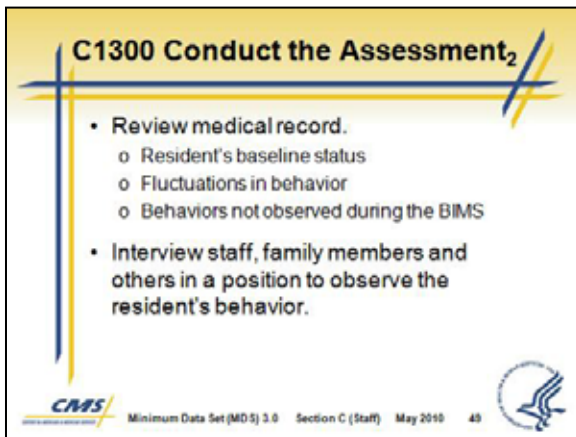 C1300 Conduct the Assessment₂
• Review medical record.
o Resident's baseline status
o Fluctuations in behavior
o Behaviors not observed during the BIMS
• Interview staff, family members and
others in a position to observe the
resident's behavior.
CMS
Minimum Data Set (MDS) 3.0 Section C (Staff) May 2010 49